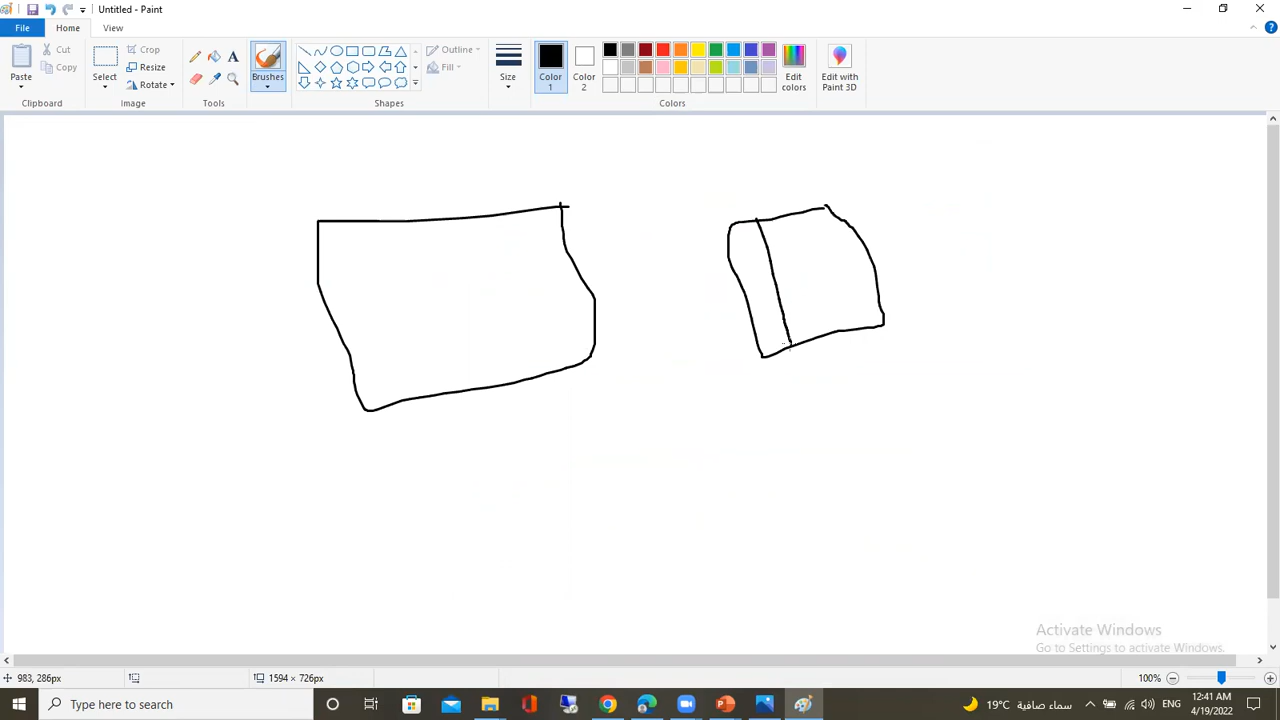 Untitled - Paint
File
Home
View
Paste
Cut
Copy
Clipboard
Select
Crop
Resize
Rotate
Image
Tools
Brushes
Shapes
Outline
Fill
Size
Color 1
Color 2
Colors
Edit colors
Edit with Paint 3D
Activate Windows
Go to Settings to activate Windows.
983, 286px
1594 × 726px
100%
Type here to search
19°C سماء صافية
ENG
12:41 AM
4/19/2022